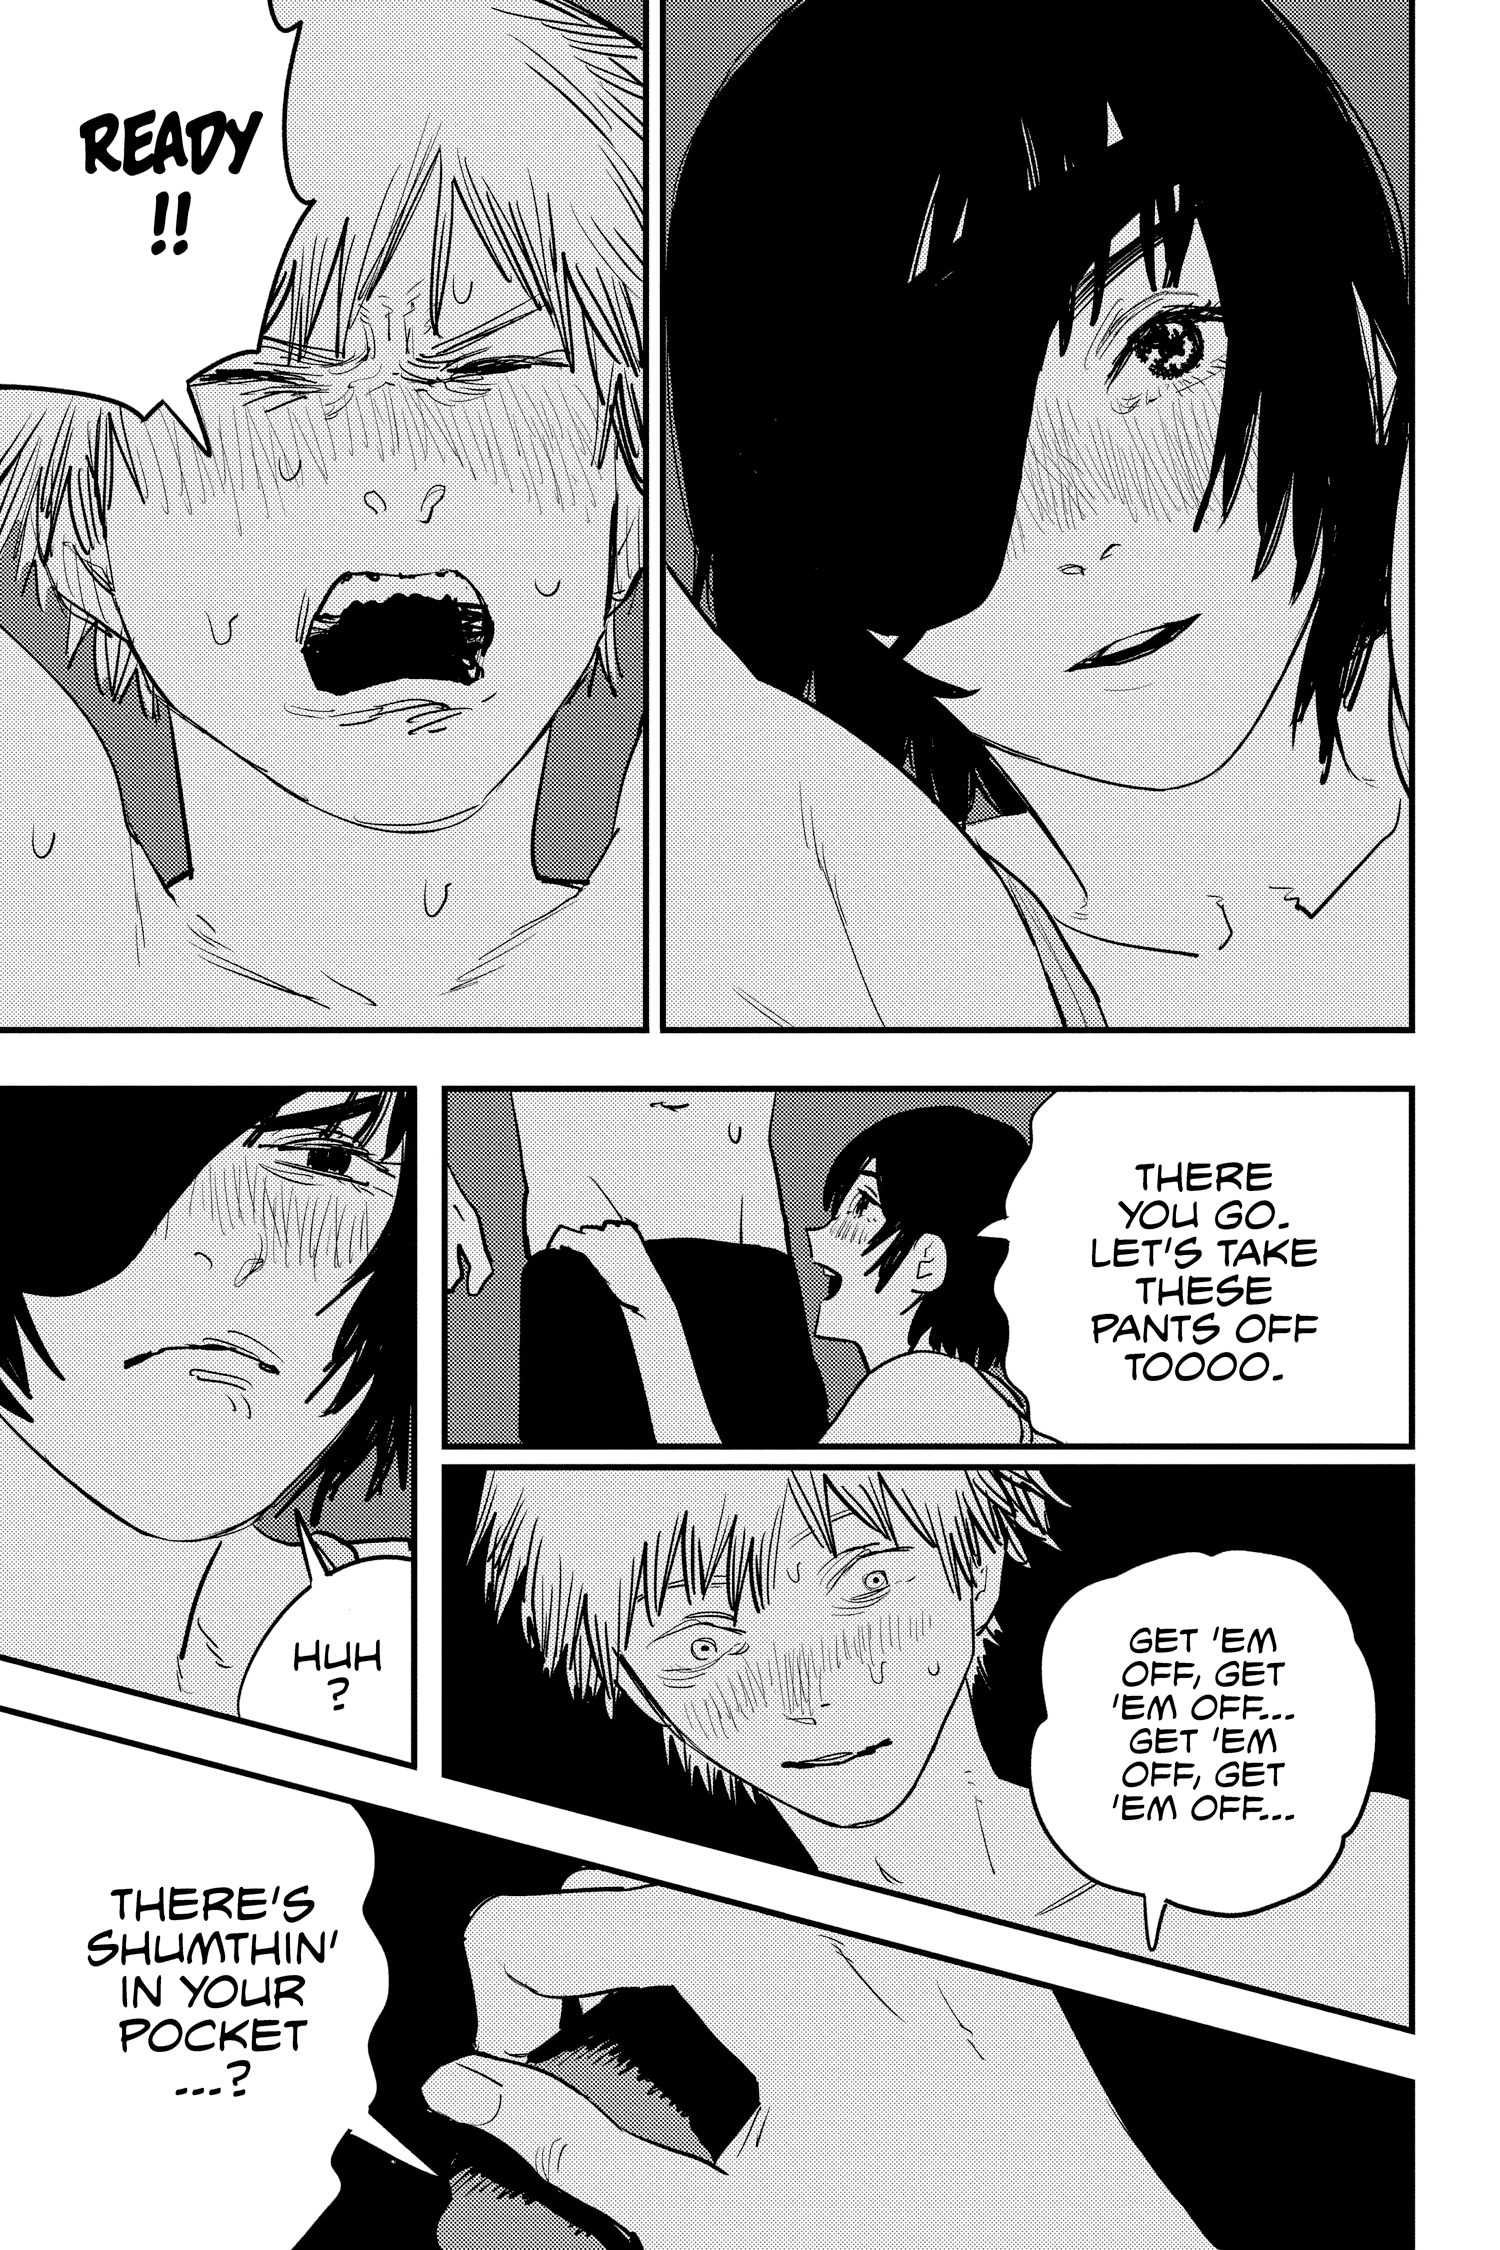 READY
!!
THERE
YOU GO.
LET'S TAKE
THESE
PANTS OFF
TOOOO.
GET 'EM
OFF, GET
'EM OFF...
GET 'EM
OFF, GET
'EM OFF...
HUH
?
THERE'S
SHUMTHIN'
IN YOUR
POCKET
...?